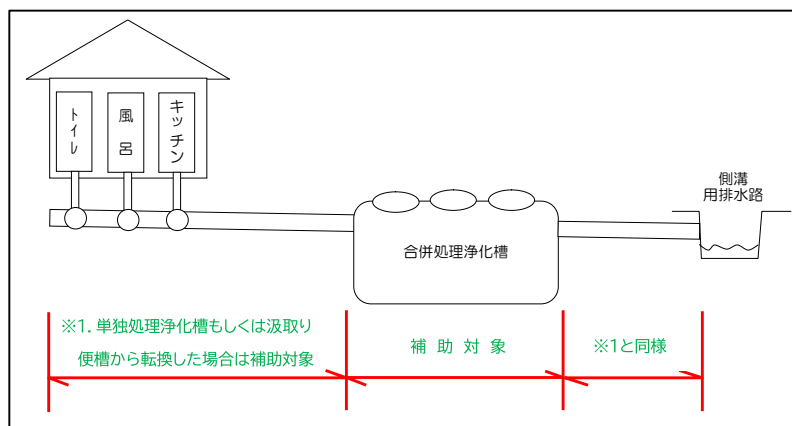 トイレ
風呂
キッチン
側溝
用排水路
合併処理浄化槽
※1. 単独処理浄化槽もしくは汲取り
便槽から転換した場合は補助対象
補助対象
※1と同様